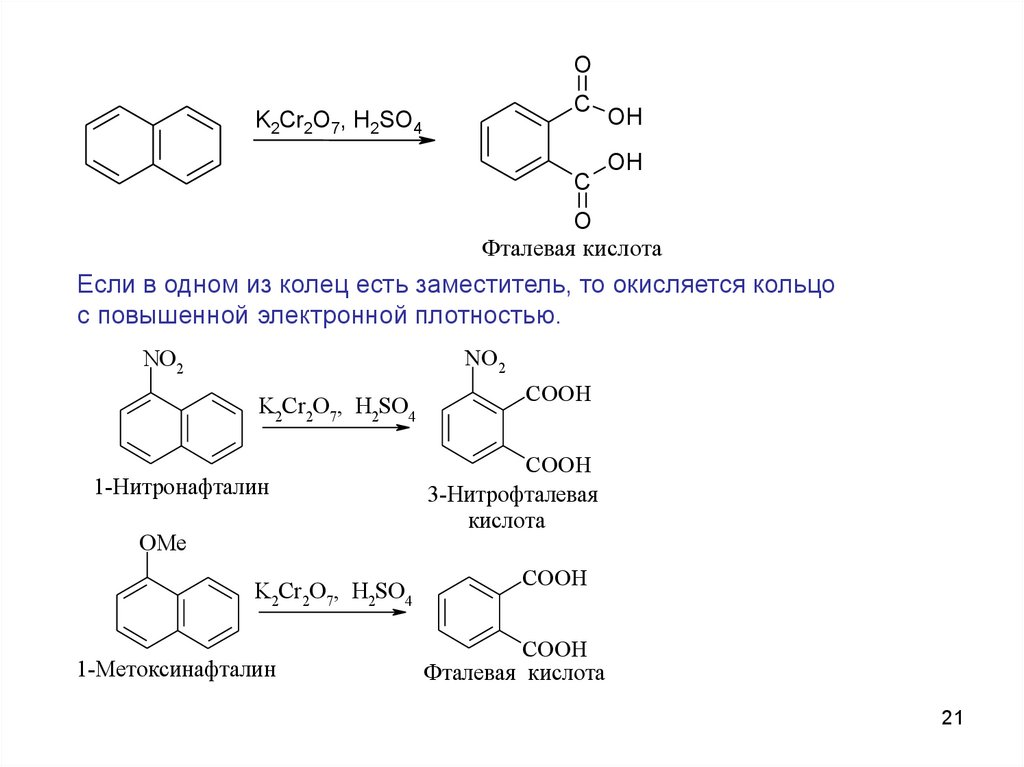 O
C
OH
K2Cr2O7, H2SO4
OH
C
O
Фталевая кислота
Если в одном из колец есть заместитель, то окисляется кольцо
с повышенной электронной плотностью.
NO2
NO2
COOH
K2Cr2O7, H2SO4
COOH
1-Нитронафталин
3-Нитрофталевая
кислота
OMe
COOH
K2Cr2O7, H2SO4
COOH
1-Метоксинафталин
Фталевая кислота
21